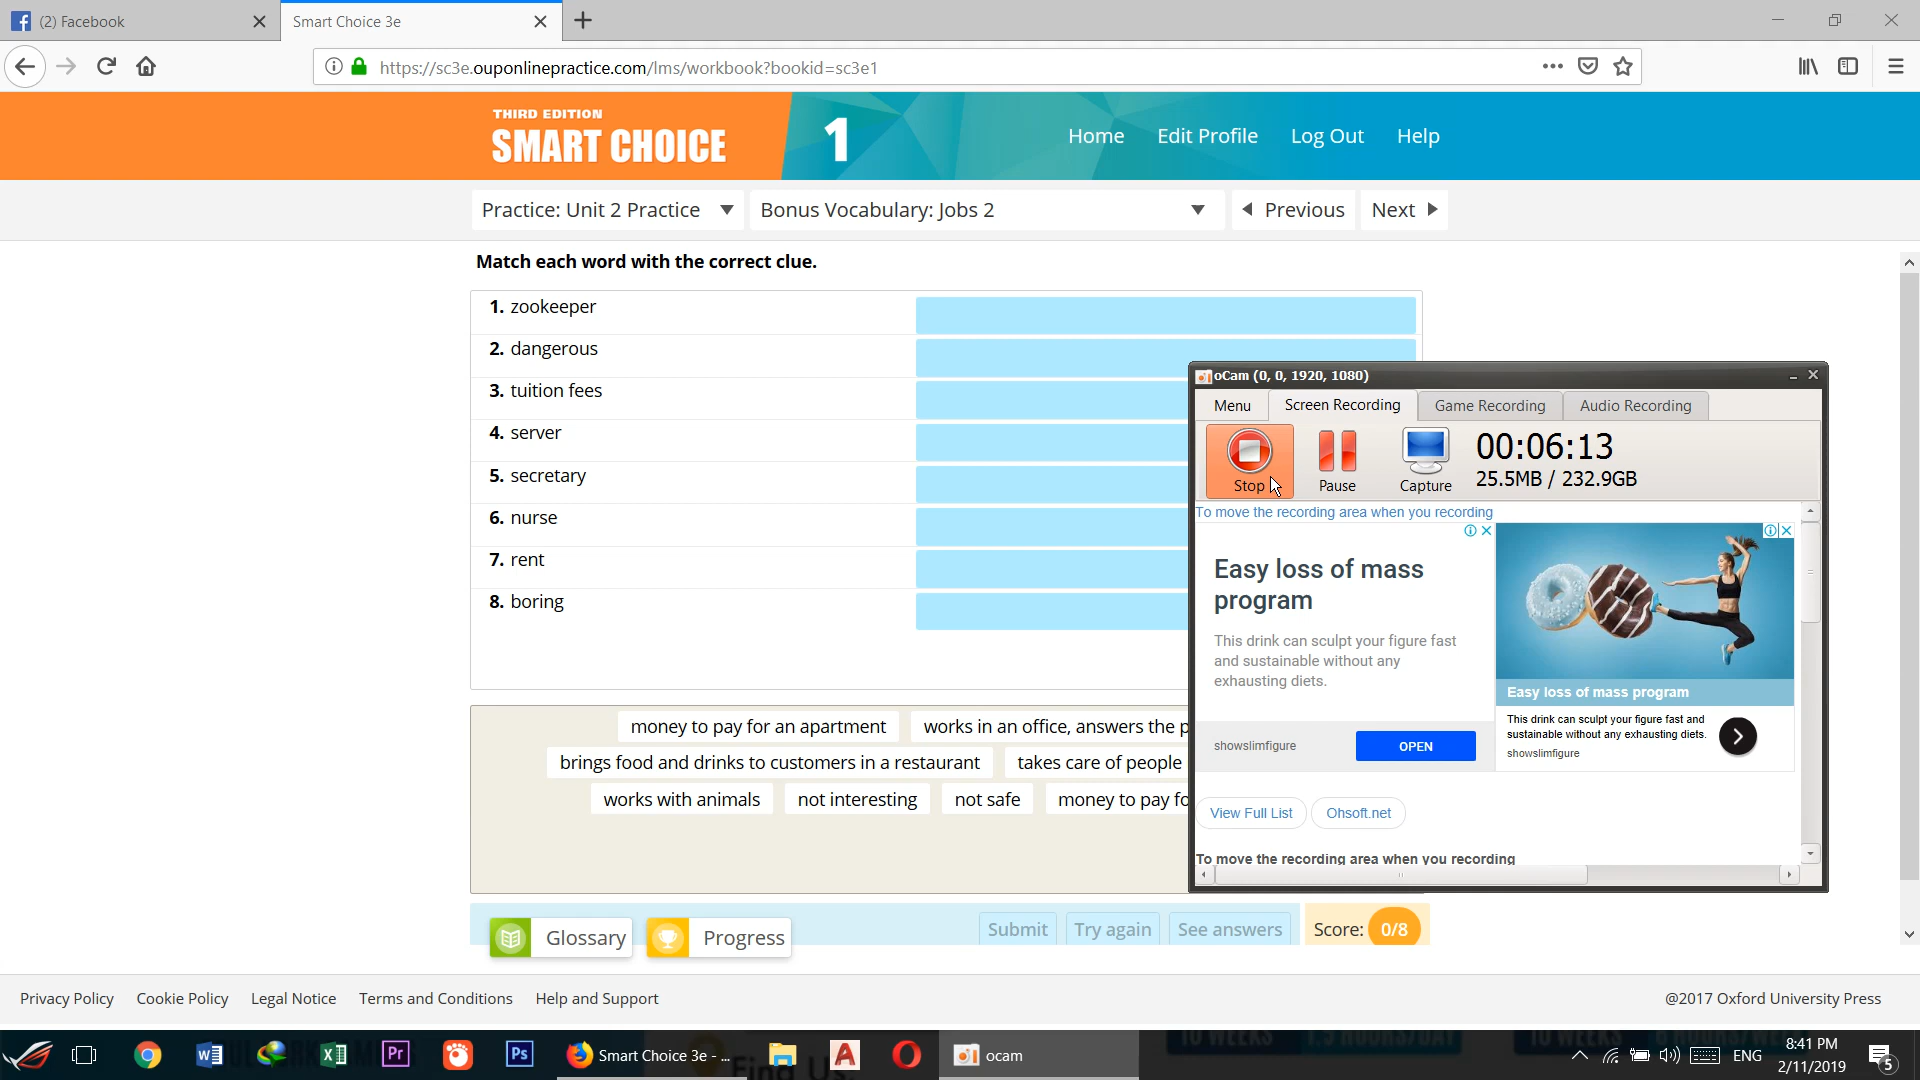 (2) Facebook
Smart Choice 3e
https://sc3e.ouponlinepractice.com/lms/workbook?bookid=sc3e1
THIRD EDITION
SMART CHOICE
1
Home Edit Profile Log Out Help
Practice: Unit 2 Practice
Bonus Vocabulary: Jobs 2
Previous
Next
Match each word with the correct clue.
1. zookeeper
2. dangerous
3. tuition fees
4. server
5. secretary
6. nurse
7. rent
8. boring
money to pay for an apartment
works in an office, answers the p
brings food and drinks to customers in a restaurant
takes care of people
works with animals
not interesting
not safe
money to pay fo
oCam (0, 0, 1920, 1080)
Menu
Screen Recording
Game Recording
Audio Recording
Stop
Pause
Capture
00:06:13
25.5MB / 232.9GB
To move the recording area when you recording
Easy loss of mass
program
This drink can sculpt your figure fast
and sustainable without any
exhausting diets.
showslimfigure
OPEN
Easy loss of mass program
This drink can sculpt your figure fast and
sustainable without any exhausting diets.
showslimfigure
View Full List
Ohsoft.net
To move the recording area when you recording
Glossary
Progress
Submit
Try again
See answers
Score: 0/8
Privacy Policy Cookie Policy Legal Notice Terms and Conditions Help and Support
@2017 Oxford University Press
Pr
Ps
Smart Choice 3e - ...
ocam
ENG
8:41 PM
2/11/2019
5